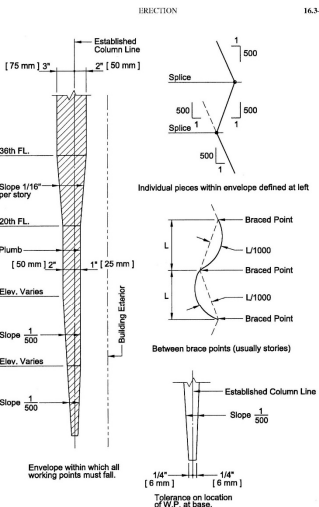 ERECTION
16.3-
Established
Column Line
[ 75 mm ] 3"
2" [ 50 mm ]
36th FL.
Slope 1/16"
per story
20th FL.
Plumb
[ 50 mm ] 2"
1" [ 25 mm ]
Elev. Varies
Building Exterior
Slope 1/500
Elev. Varies
Slope 1/500
Envelope within which all
working points must fall.
1
500
Splice
500
1
500
1
Splice
500
1
Individual pieces within envelope defined at left
Braced Point
L
L/1000
Braced Point
L
L/1000
Braced Point
Between brace points (usually stories)
Established Column Line
Slope 1/500
1/4"
[ 6 mm ]
1/4"
[ 6 mm ]
Tolerance on location
of W.P. at base.